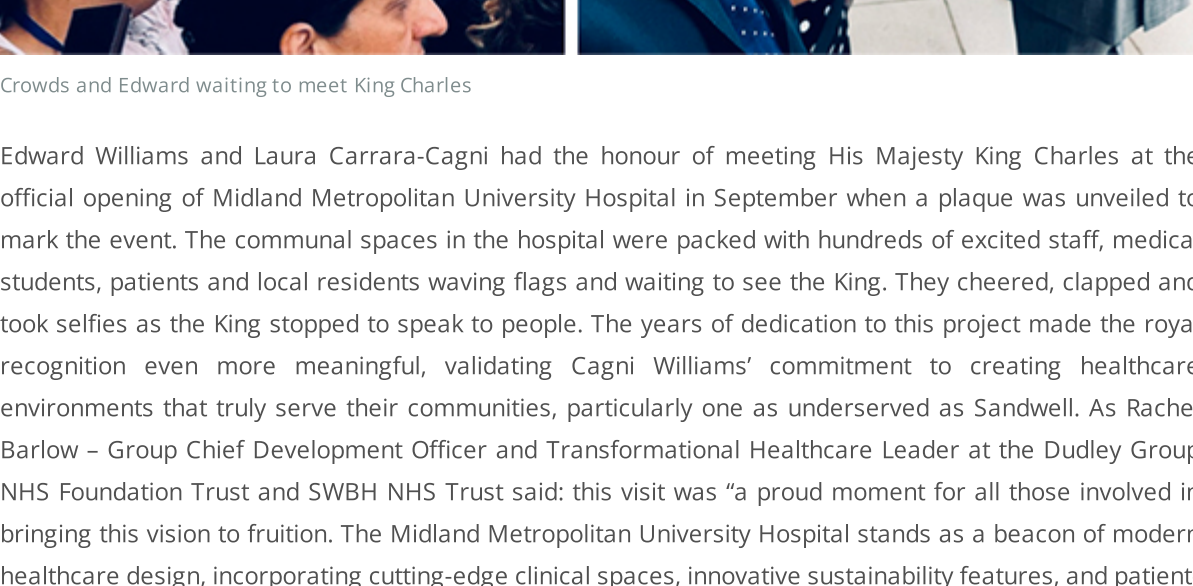 Crowds and Edward waiting to meet King Charles
Edward Williams and Laura Carrara-Cagni had the honour of meeting His Majesty King Charles at the
official opening of Midland Metropolitan University Hospital in September when a plaque was unveiled to
mark the event. The communal spaces in the hospital were packed with hundreds of excited staff, medica
students, patients and local residents waving flags and waiting to see the King. They cheered, clapped and
took selfies as the King stopped to speak to people. The years of dedication to this project made the roya
recognition even more meaningful, validating Cagni Williams’ commitment to creating healthcare
environments that truly serve their communities, particularly one as underserved as Sandwell. As Rache
Barlow – Group Chief Development Officer and Transformational Healthcare Leader at the Dudley Group
NHS Foundation Trust and SWBH NHS Trust said: this visit was “a proud moment for all those involved in
bringing this vision to fruition. The Midland Metropolitan University Hospital stands as a beacon of modern
healthcare design, incorporating cutting-edge clinical spaces, innovative sustainability features, and patient